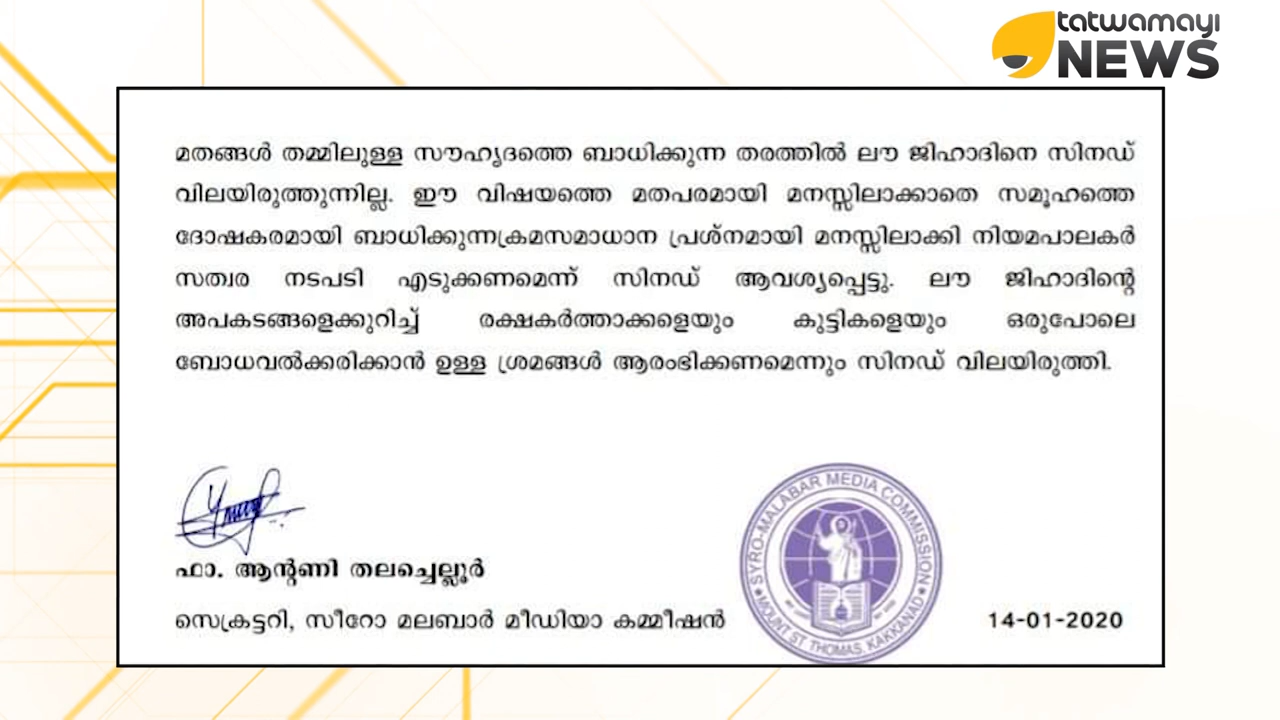 tatwamayi
NEWS
മതങ്ങൾ തമ്മിലുള്ള സൗഹൃദത്തെ ബാധിക്കുന്ന തരത്തിൽ ലൗ ജിഹാദിനെ സിനഡ്
വിലയിരുത്തുന്നില്ല. ഈ വിഷയത്തെ മതപരമായി മനസ്സിലാക്കാതെ സമൂഹത്തെ
ദോഷകരമായി ബാധിക്കുന്നക്രമസമാധാന പ്രശ്നമായി മനസ്സിലാക്കി നിയമപാലകർ
സത്വര നടപടി എടുക്കണമെന്ന് സിനഡ് ആവശ്യപ്പെട്ടു. ലൗ ജിഹാദിന്റെ
അപകടങ്ങളെക്കുറിച്ച് രക്ഷകർത്താക്കളെയും കുട്ടികളെയും ഒരുപോലെ
ബോധവൽക്കരിക്കാൻ ഉള്ള ശ്രമങ്ങൾ ആരംഭിക്കണമെന്നും സിനഡ് വിലയിരുത്തി.
ഫാ. ആന്റണി തലച്ചെല്ലൂർ
സെക്രട്ടറി, സീറോ മലബാർ മീഡിയാ കമ്മീഷൻ
SYRO-MALABAR MEDIA COMMISSION
MOUNT ST THOMAS, KAKKANAD
14-01-2020